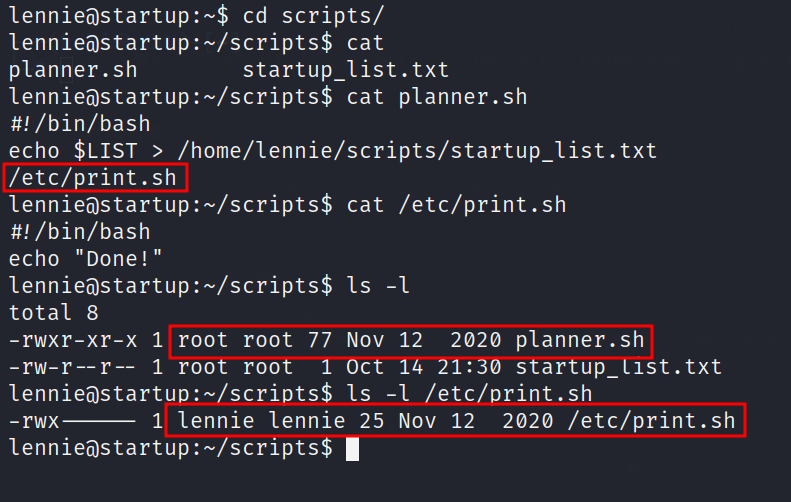 lennie@startup:~$ cd scripts/
lennie@startup:~/scripts$ cat
planner.sh        startup_list.txt
lennie@startup:~/scripts$ cat planner.sh
#!/bin/bash
echo $LIST > /home/lennie/scripts/startup_list.txt
/etc/print.sh
lennie@startup:~/scripts$ cat /etc/print.sh
#!/bin/bash
echo "Done!"
lennie@startup:~/scripts$ ls -l
total 8
-rwxr-xr-x 1 root root 77 Nov 12  2020 planner.sh
-rw-r--r-- 1 root root  1 Oct 14 21:30 startup_list.txt
lennie@startup:~/scripts$ ls -l /etc/print.sh
-rwx------ 1 lennie lennie 25 Nov 12  2020 /etc/print.sh
lennie@startup:~/scripts$